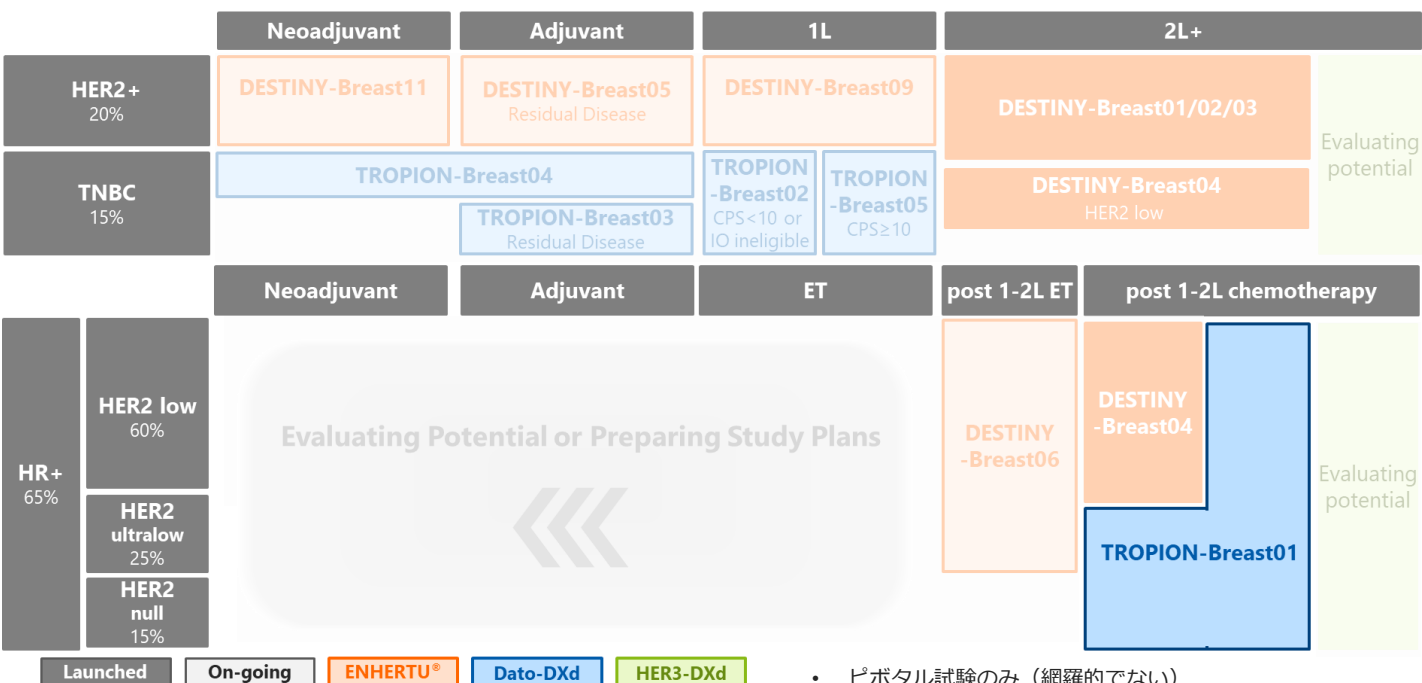 Neoadjuvant Adjuvant 1L 2L+
HER2+
20%
DESTINY-Breast11
DESTINY-Breast05
Residual Disease
DESTINY-Breast09
DESTINY-Breast01/02/03
Evaluating
potential
TNBC
15%
TROPION-Breast04
TROPION-Breast03
Residual Disease
TROPION
-Breast02
CPS<10 or
IO ineligible
TROPION
-Breast05
CPS≥10
DESTINY-Breast04
HER2 low
Neoadjuvant Adjuvant ET post 1-2L ET post 1-2L chemotherapy
HR+
65%
HER2 low
60%
HER2
ultralow
25%
HER2
null
15%
Evaluating Potential or Preparing Study Plans
DESTINY
-Breast06
DESTINY
-Breast04
TROPION-Breast01
Evaluating
potential
Launched On-going ENHERTU® Dato-DXd HER3-DXd
• ピボタル試験のみ（網羅的でない）